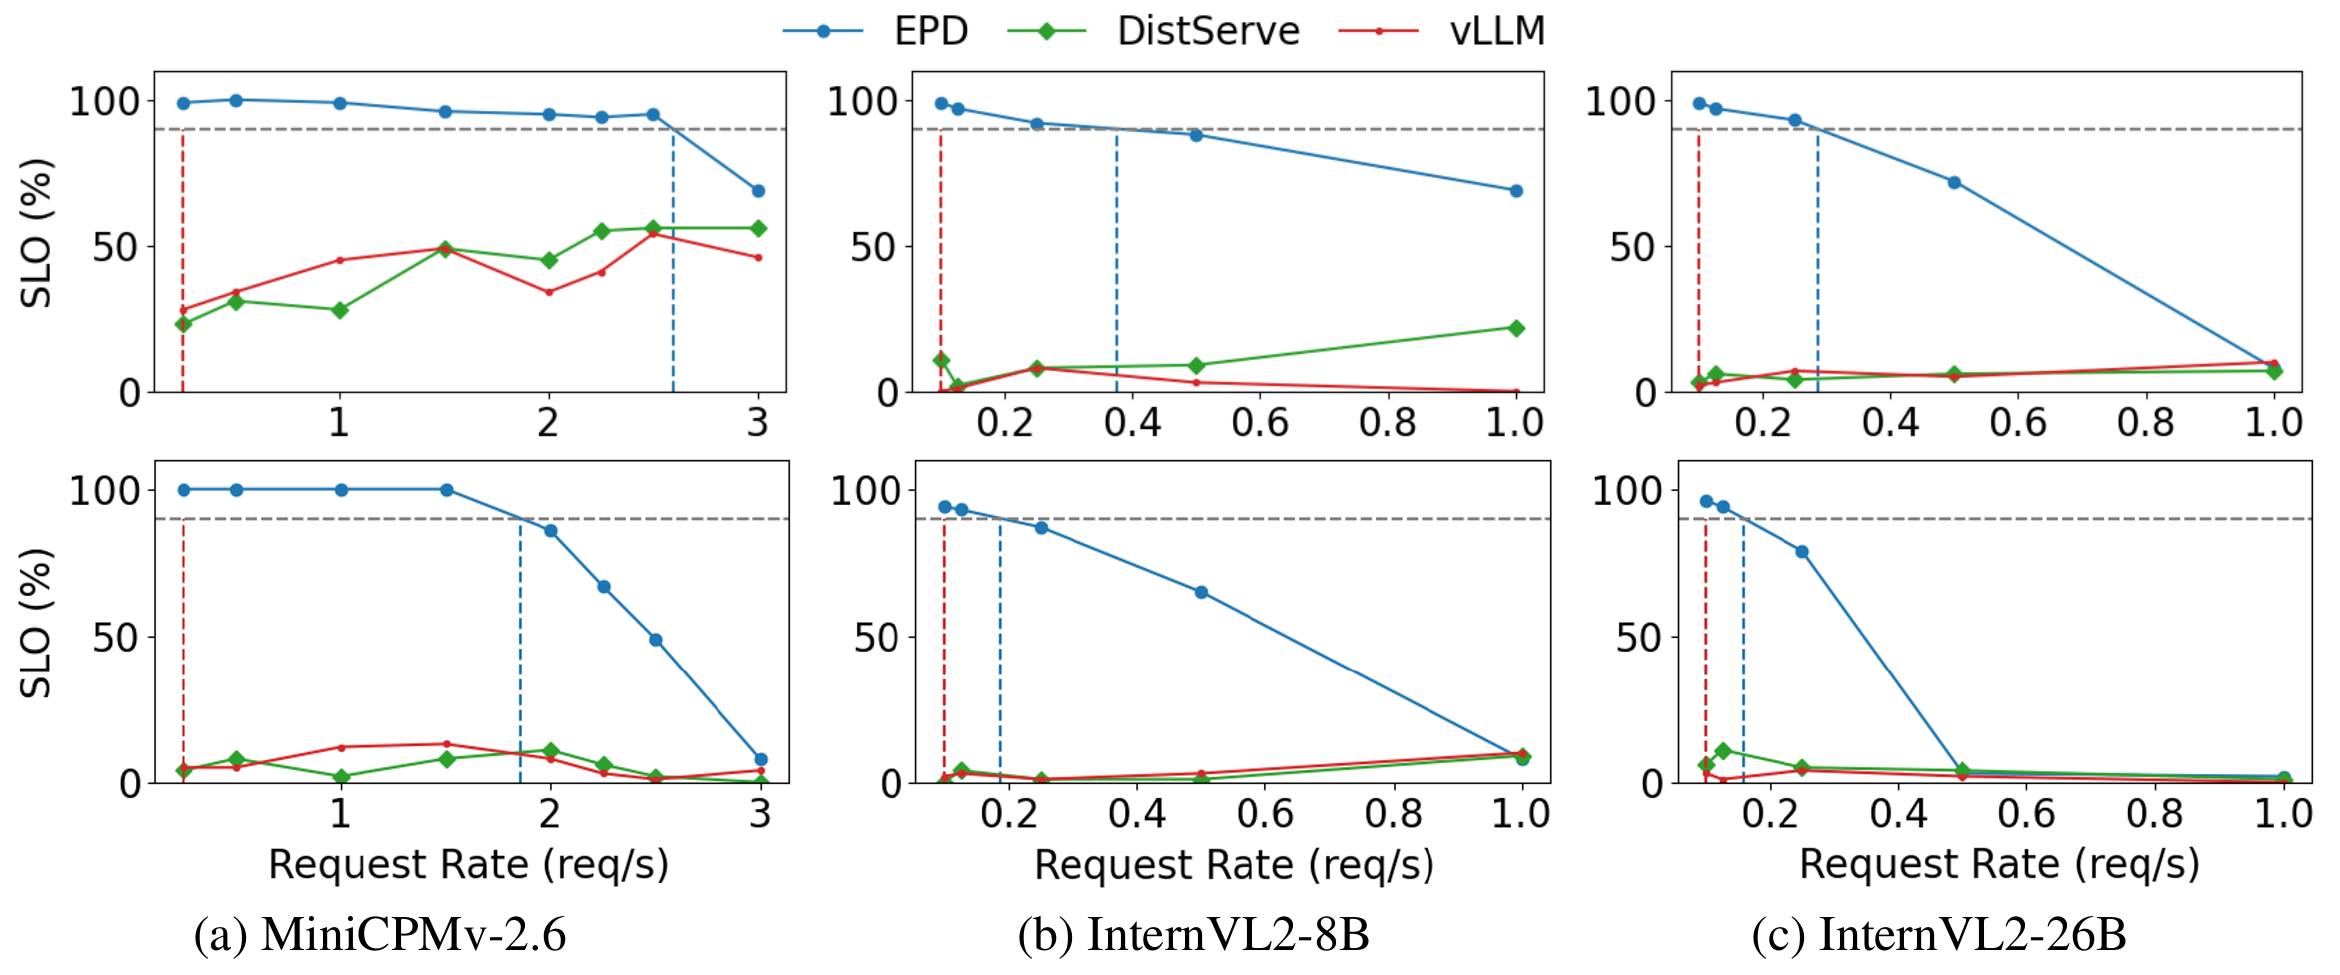 EPD DistServe vLLM
SLO (%)
100
50
0
1 2 3
100
50
0
0.2 0.4 0.6 0.8 1.0
100
50
0
0.2 0.4 0.6 0.8 1.0
SLO (%)
100
50
0
1 2 3
Request Rate (req/s)
100
50
0
0.2 0.4 0.6 0.8 1.0
Request Rate (req/s)
100
50
0
0.2 0.4 0.6 0.8 1.0
Request Rate (req/s)
(a) MiniCPMv-2.6
(b) InternVL2-8B
(c) InternVL2-26B